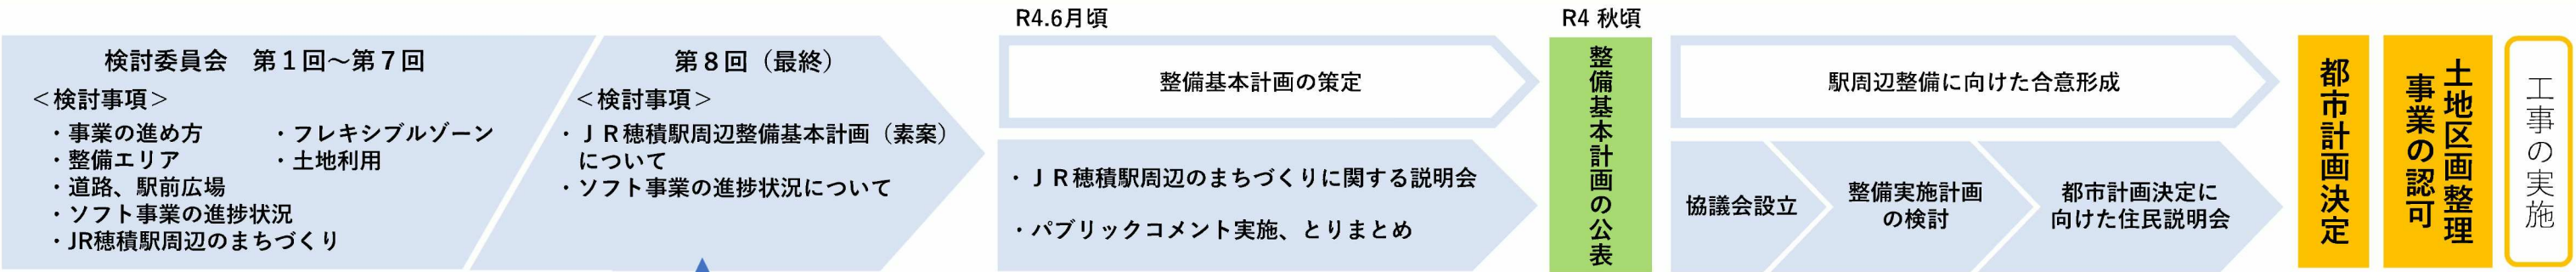 検討委員会　第１回～第７回
＜検討事項＞
・事業の進め方
・整備エリア
・道路、駅前広場
・ソフト事業の進捗状況
・JR穂積駅周辺のまちづくり
・フレキシブルゾーン
・土地利用
第８回（最終）
＜検討事項＞
・ＪＲ穂積駅周辺整備基本計画（素案）
について
・ソフト事業の進捗状況について
R4.6月頃
整備基本計画の策定
・ＪＲ穂積駅周辺のまちづくりに関する説明会
・パブリックコメント実施、とりまとめ
R4 秋頃
整備基本計画の公表
駅周辺整備に向けた合意形成
協議会設立
整備実施計画
の検討
都市計画決定に
向けた住民説明会
都市計画決定
土地区画整理
事業の認可
工事の実施